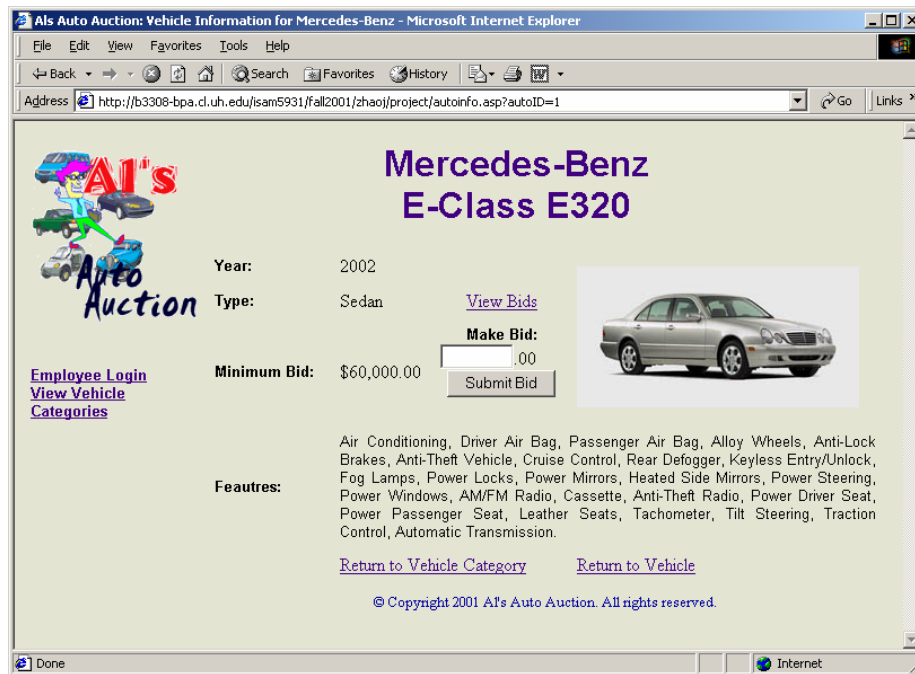 Als Auto Auction: Vehicle Information for Mercedes-Benz - Microsoft Internet Explorer
File Edit View Favorites Tools Help
Back Search Favorites History
Address http://b3308-bpa.cl.uh.edu/isam5931/fall2001/zhaoj/project/autoinfo.asp?autoID=1 Go Links »
Al's
Auto
Auction
Mercedes-Benz
E-Class E320
Year: 2002
Type: Sedan View Bids
Make Bid:
.00
Minimum Bid: $60,000.00
Submit Bid
Employee Login
View Vehicle
Categories
Feautres:
Air Conditioning, Driver Air Bag, Passenger Air Bag, Alloy Wheels, Anti-Lock
Brakes, Anti-Theft Vehicle, Cruise Control, Rear Defogger, Keyless Entry/Unlock,
Fog Lamps, Power Locks, Power Mirrors, Heated Side Mirrors, Power Steering,
Power Windows, AM/FM Radio, Cassette, Anti-Theft Radio, Power Driver Seat,
Power Passenger Seat, Leather Seats, Tachometer, Tilt Steering, Traction
Control, Automatic Transmission.
Return to Vehicle Category Return to Vehicle
© Copyright 2001 Al's Auto Auction. All rights reserved.
Done Internet